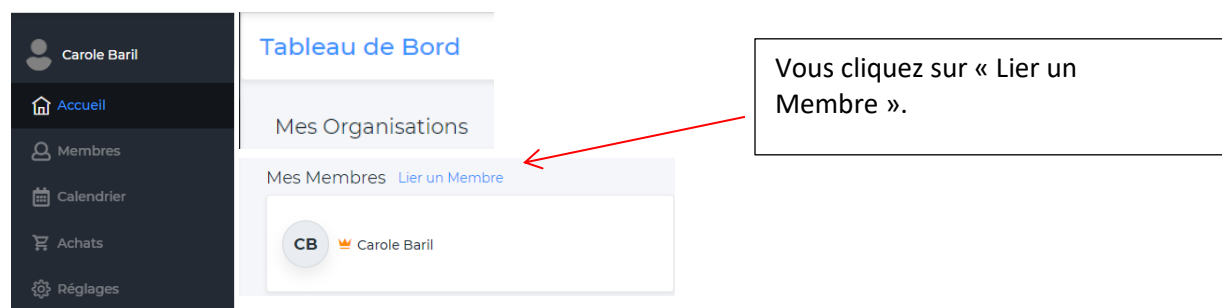 Carole Baril
Accueil
Membres
Calendrier
Achats
Réglages
Tableau de Bord
Mes Organisations
Mes Membres Lier un Membre
CB Carole Baril
Vous cliquez sur « Lier un
Membre ».